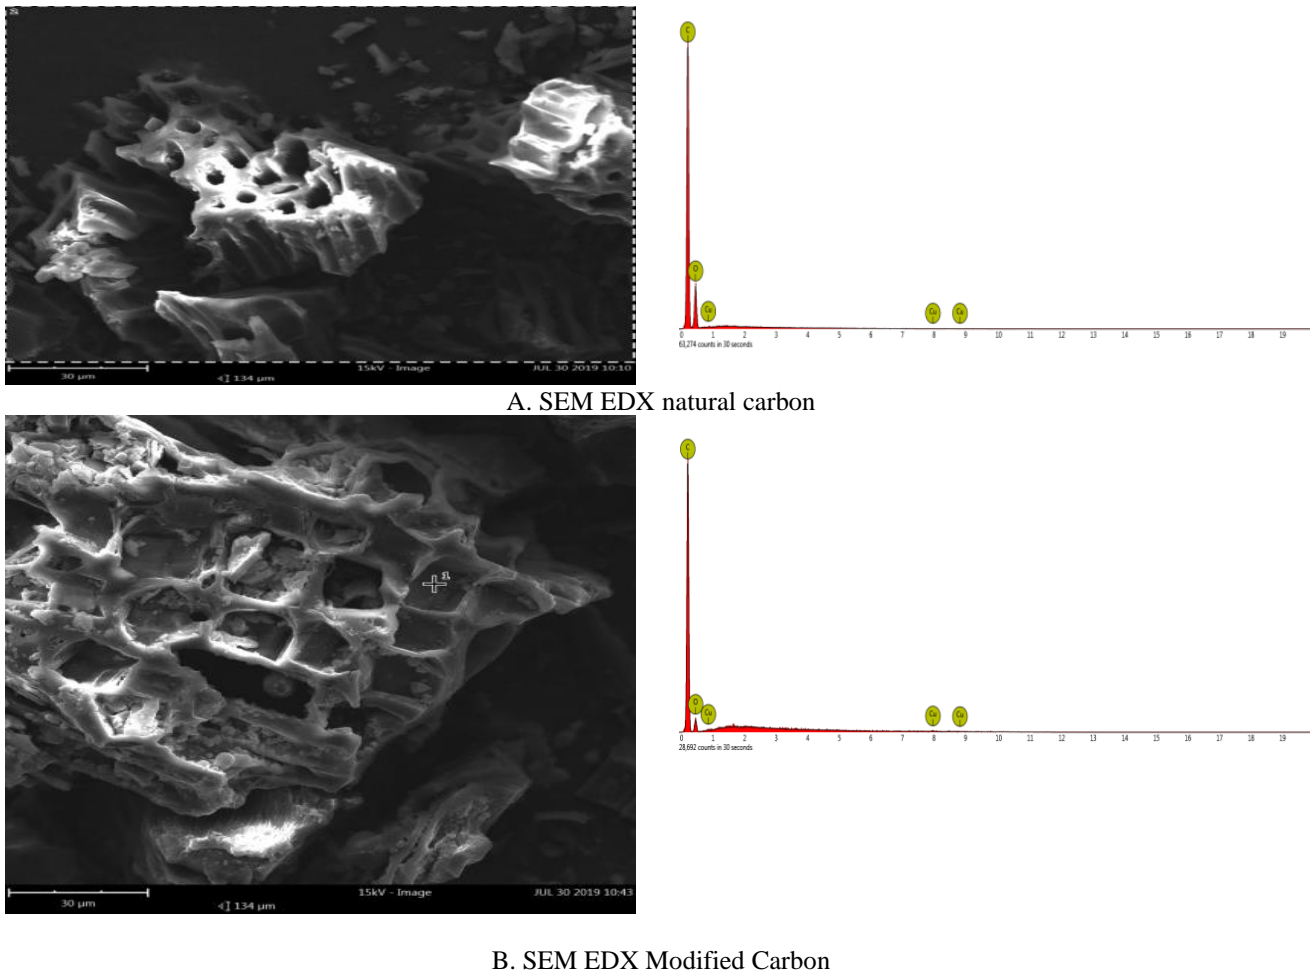 C
O
Cu
Cu
Cu
0 1 2 3 4 5 6 7 8 9 10 11 12 13 14 15 16 17 18 19
63,274 counts in 30 seconds
30 µm
134 µm
15kV - Image
JUL 30 2019 10:10
A. SEM EDX natural carbon
1
C
O
Cu
Cu
Cu
0 1 2 3 4 5 6 7 8 9 10 11 12 13 14 15 16 17 18 19
28,692 counts in 30 seconds
30 µm
134 µm
15kV - Image
JUL 30 2019 10:43
B. SEM EDX Modified Carbon